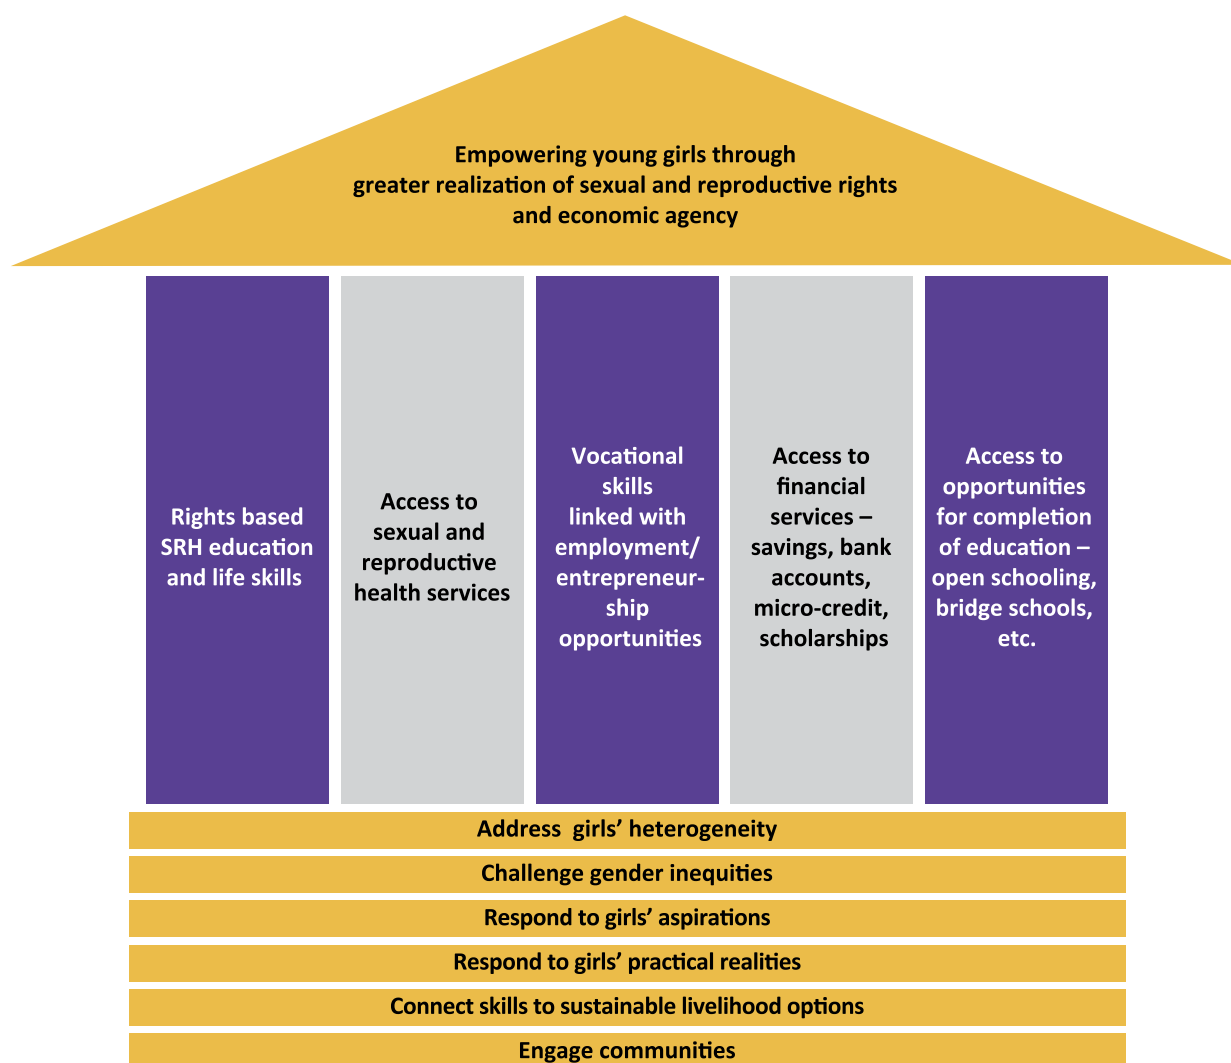 Empowering young girls through
greater realization of sexual and reproductive rights
and economic agency
Rights based
SRH education
and life skills
Access to
sexual and
reproductive
health services
Vocational
skills
linked with
employment/
entrepreneur-
ship
opportunities
Access to
financial
services –
savings, bank
accounts,
micro-credit,
scholarships
Access to
opportunities
for completion
of education –
open schooling,
bridge schools,
etc.
Address girls’ heterogeneity
Challenge gender inequities
Respond to girls’ aspirations
Respond to girls’ practical realities
Connect skills to sustainable livelihood options
Engage communities